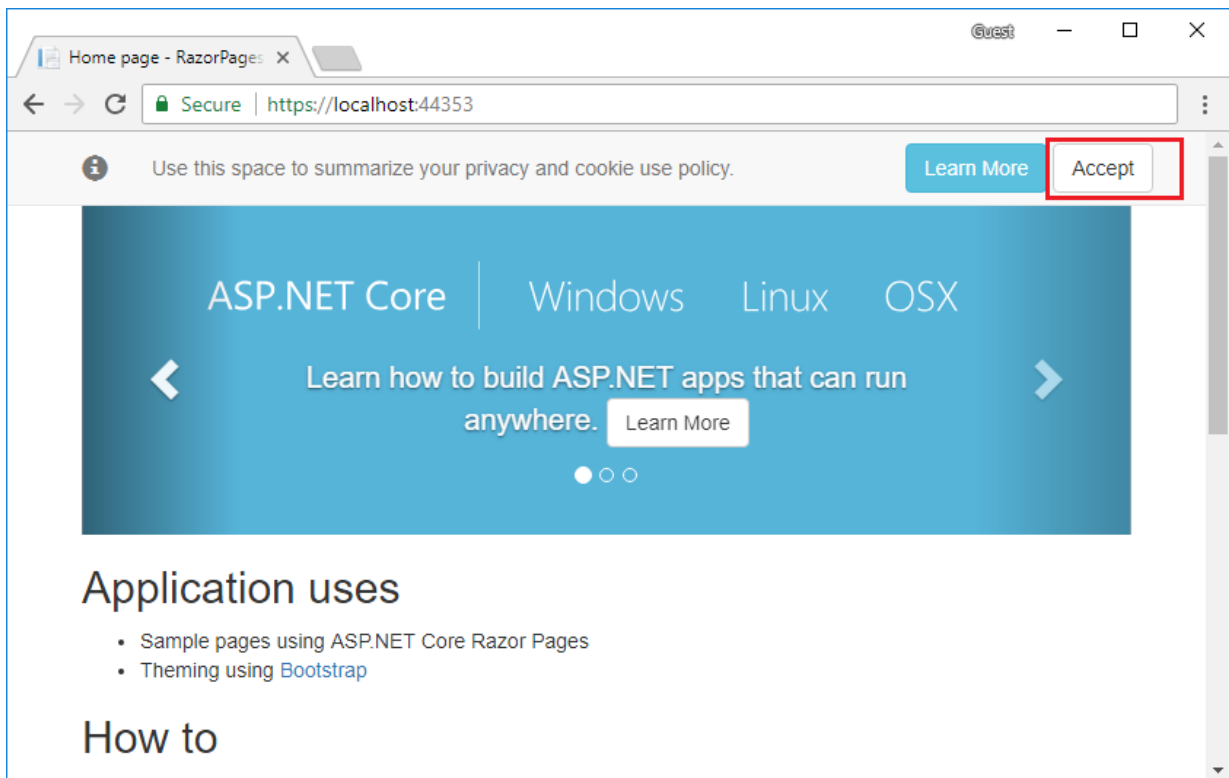 Guest
Home page - RazorPages
Secure https://localhost:44353
Use this space to summarize your privacy and cookie use policy. Learn More Accept
ASP.NET Core Windows Linux OSX
Learn how to build ASP.NET apps that can run
anywhere. Learn More
Application uses
• Sample pages using ASP.NET Core Razor Pages
• Theming using Bootstrap
How to